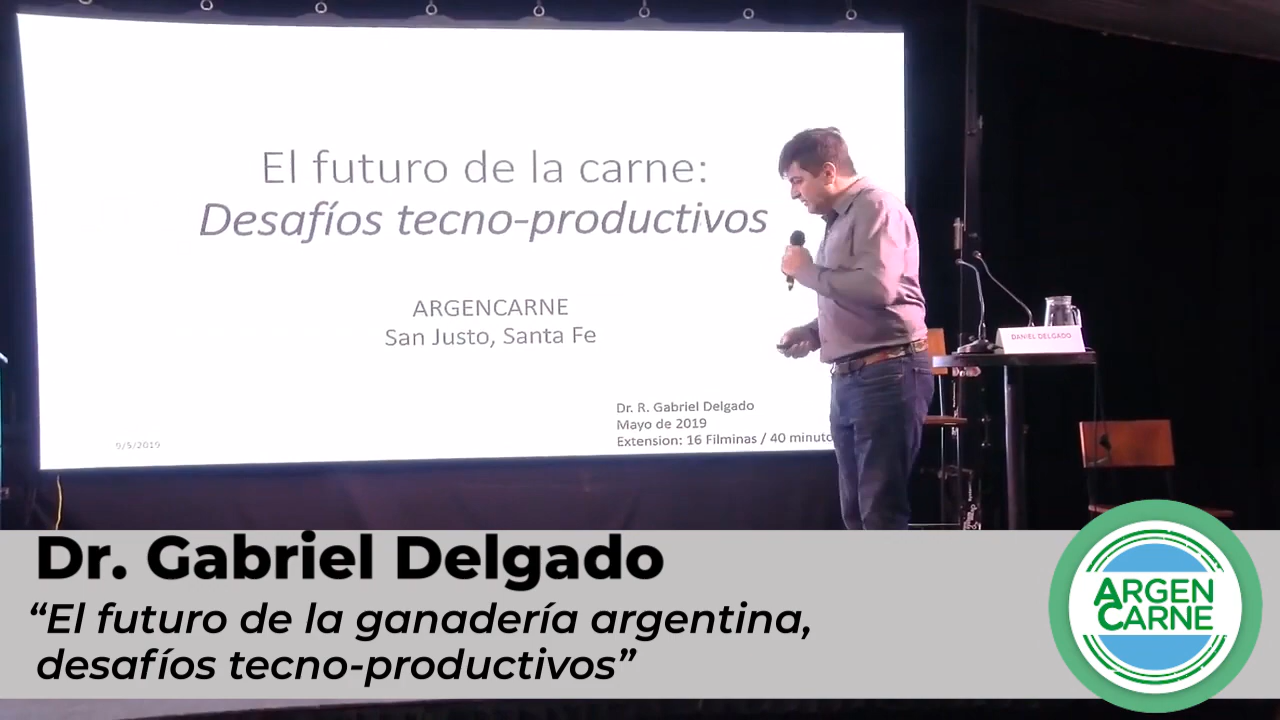 El futuro de la carne:
Desafíos tecno-productivos
ARGENCARNE
San Justo, Santa Fe
Dr. R. Gabriel Delgado
Mayo de 2019
Extension: 16 Filminas / 40 minuto
9/5/2019
DANIEL DELGADO
Dr. Gabriel Delgado
“El futuro de la ganadería argentina,
desafíos tecno-productivos”
ARGEN
CARNE